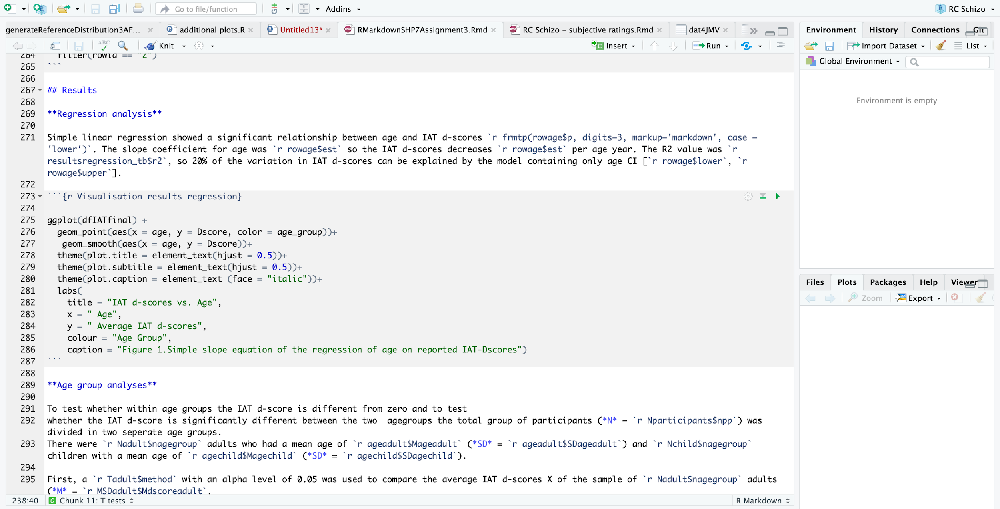 Go to file/function
Addins
RC Schizo
generateReferenceDistribution3AF...
additional plots.R
Untitled13*
RMarkdownSHP7Assignment3.Rmd
RC Schizo – subjective ratings.Rmd
dat4JMV
ABC
Knit
Insert
Run
264 filter(rowid == "2")
265 ```
266
267 ## Results
268
269 **Regression analysis**
270
271 Simple linear regression showed a significant relationship between age and IAT d-scores `r frmtp(rowage$p, digits=3, markup='markdown', case =
'lower')`. The slope coefficient for age was `r rowage$est` so the IAT d-scores decreases `r rowage$est` per age year. The R2 value was `r
resultsregression_tb$r2`, so 20% of the variation in IAT d-scores can be explained by the model containing only age CI [`r rowage$lower`, `r
rowage$upper`].
272
273 ```{r Visualisation results regression}
274
275 ggplot(dfIATfinal) +
276 geom_point(aes(x = age, y = Dscore, color = age_group))+
277 geom_smooth(aes(x = age, y = Dscore))+
278 theme(plot.title = element_text(hjust = 0.5))+
279 theme(plot.subtitle = element_text(hjust = 0.5))+
280 theme(plot.caption = element_text (face = "italic"))+
281 labs(
282 title = "IAT d-scores vs. Age",
283 x = " Age",
284 y = " Average IAT d-scores",
285 colour = "Age Group",
286 caption = "Figure 1.Simple slope equation of the regression of age on reported IAT-Dscores")
287 ```
288
289 **Age group analyses**
290
291 To test whether within age groups the IAT d-score is different from zero and to test
292 whether the IAT d-score is significantly different between the two  agegroups the total group of participants (*N* = `r Nparticipants$npp`) was
divided in two seperate age groups.
293 There were `r Nadult$nagegroup` adults who had a mean age of `r ageadult$Mageadult` (*SD* = `r ageadult$SDageadult`) and `r Nchild$nagegroup`
children with a mean age of `r agechild$Magechild` (*SD* = `r agechild$SDagechild`).
294
295 First, a `r Tadult$method` with an alpha level of 0.05 was used to compare the average IAT d-scores X of the sample of `r Nadult$nagegroup` adults
(*M* = `r MSDadult$Mdscoreadult`,
238:40
C Chunk 11: T tests
R Markdown
Environment
History
Connections
Git
Import Dataset
List
Global Environment
Environment is empty
Files
Plots
Packages
Help
Viewer
Zoom
Export